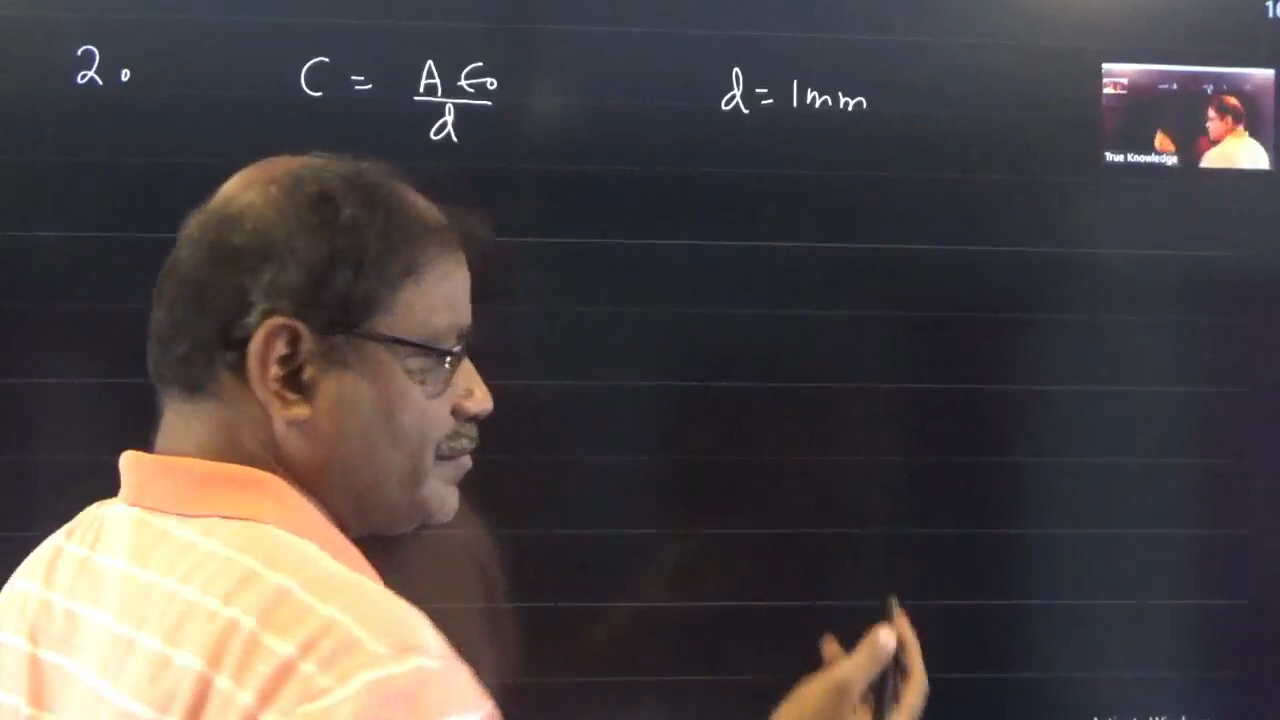 2. C = A ε₀ / d d = 1mm
True Knowledge